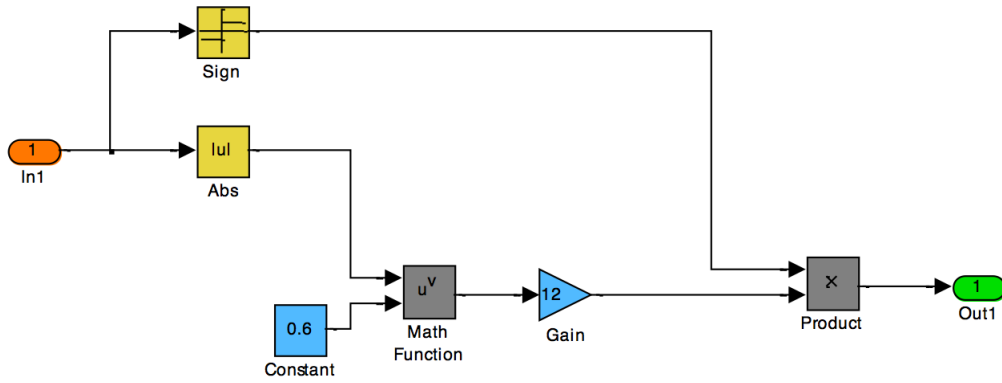 Sign
1
In1
|u|
Abs
u^v
Math
Function
0.6
Constant
12
Gain
x
Product
1
Out1